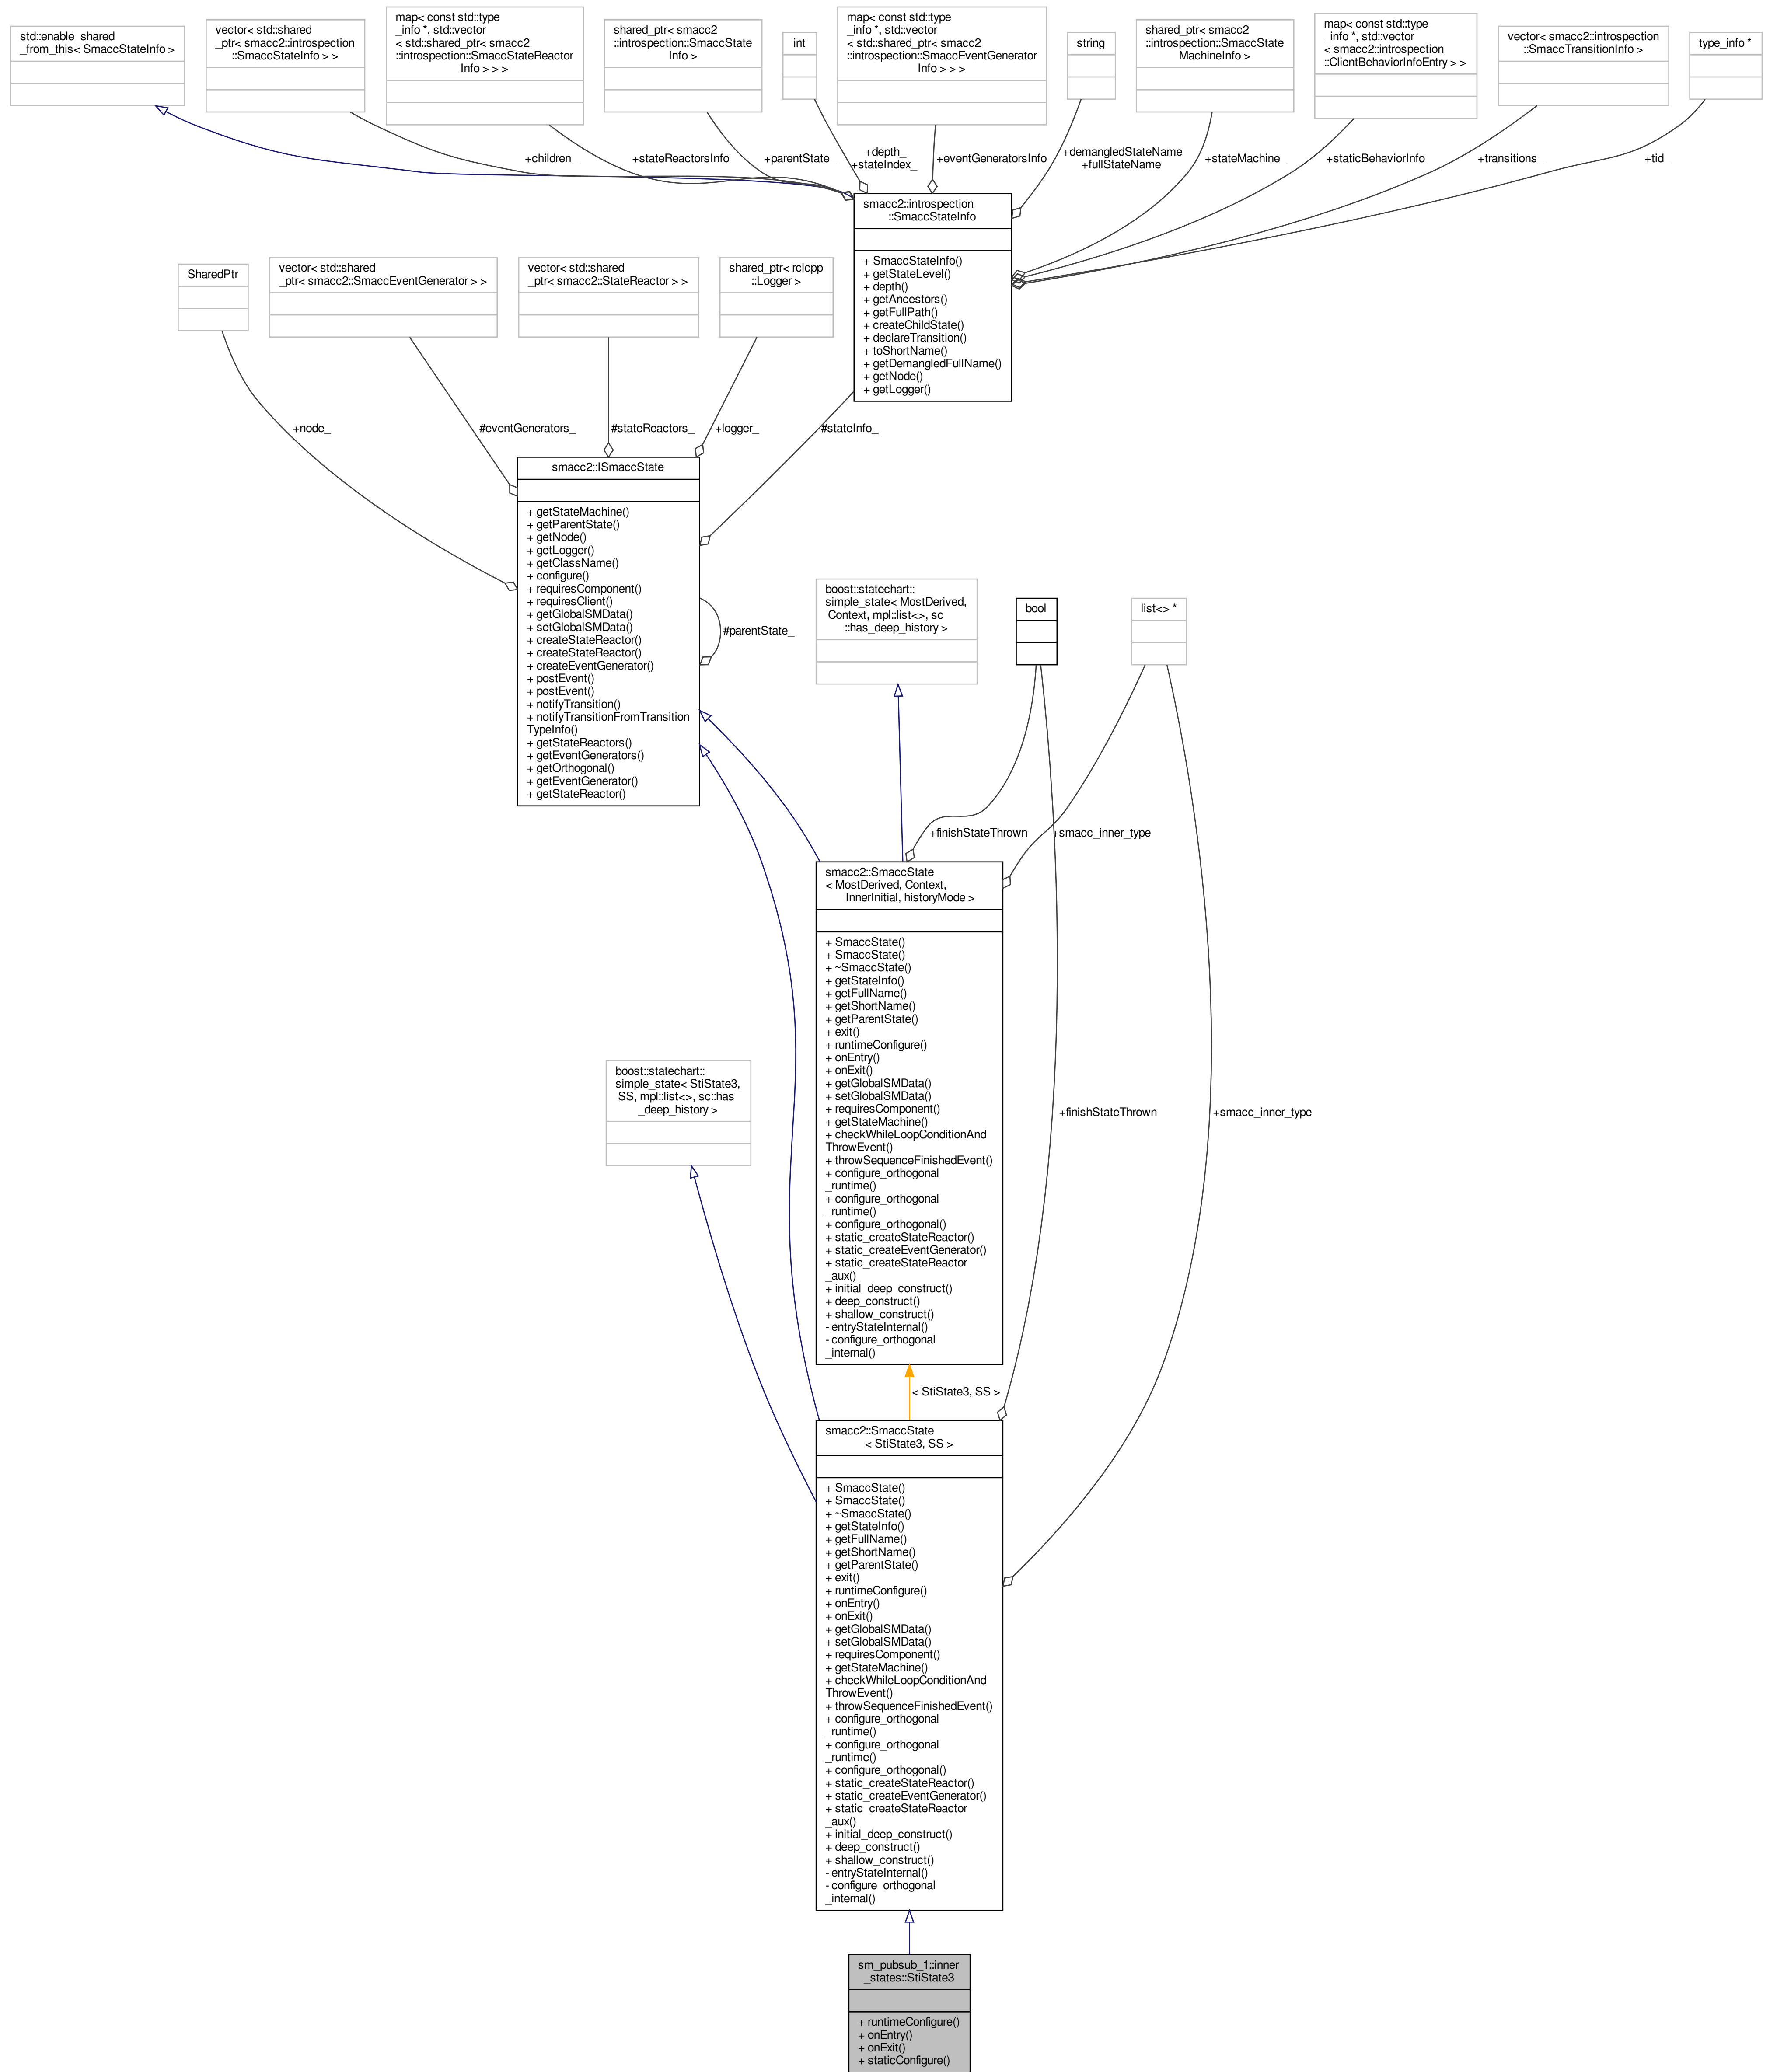 std::enable_shared
_from_this< SmaccStateInfo >
vector< std::shared
_ptr< smacc2::introspection
::SmaccStateInfo > >
map< const std::type
_info *, std::vector
< std::shared_ptr< smacc2
::introspection::SmaccStateReactor
Info > > >
shared_ptr< smacc2
::introspection::SmaccState
Info >
int
map< const std::type
_info *, std::vector
< std::shared_ptr< smacc2
::introspection::SmaccEventGenerator
Info > > >
string
shared_ptr< smacc2
::introspection::SmaccState
MachineInfo >
map< const std::type
_info *, std::vector
< smacc2::introspection
::ClientBehaviorInfoEntry > >
vector< smacc2::introspection
::SmaccTransitionInfo >
type_info *
+children_
+stateReactorsInfo
+parentState_
+depth_
+stateIndex_
+eventGeneratorsInfo
+demangledStateName
+fullStateName
+stateMachine_
+staticBehaviorInfo
+transitions_
+tid_
smacc2::introspection
::SmaccStateInfo
+ SmaccStateInfo()
+ getStateLevel()
+ depth()
+ getAncestors()
+ getFullPath()
+ createChildState()
+ declareTransition()
+ toShortName()
+ getDemangledFullName()
+ getNode()
+ getLogger()
SharedPtr
vector< std::shared
_ptr< smacc2::SmaccEventGenerator > >
vector< std::shared
_ptr< smacc2::StateReactor > >
shared_ptr< rclcpp
::Logger >
+node_
#eventGenerators_
#stateReactors_
+logger_
#stateInfo_
smacc2::ISmaccState
+ getStateMachine()
+ getParentState()
+ getNode()
+ getLogger()
+ getClassName()
+ configure()
+ requiresComponent()
+ requiresClient()
+ getGlobalSMData()
+ setGlobalSMData()
+ createStateReactor()
+ createStateReactor()
+ createEventGenerator()
+ postEvent()
+ postEvent()
+ notifyTransition()
+ notifyTransitionFromTransition
TypeInfo()
+ getStateReactors()
+ getEventGenerators()
+ getOrthogonal()
+ getEventGenerator()
+ getStateReactor()
#parentState_
boost::statechart::
simple_state< MostDerived,
Context, mpl::list<>, sc
::has_deep_history >
bool
list<> *
+finishStateThrown
+smacc_inner_type
smacc2::SmaccState
< MostDerived, Context,
InnerInitial, historyMode >
+ SmaccState()
+ SmaccState()
+ ~SmaccState()
+ getStateInfo()
+ getFullName()
+ getShortName()
+ getParentState()
+ exit()
+ runtimeConfigure()
+ onEntry()
+ onExit()
+ getGlobalSMData()
+ setGlobalSMData()
+ requiresComponent()
+ getStateMachine()
+ checkWhileLoopConditionAnd
ThrowEvent()
+ throwSequenceFinishedEvent()
+ configure_orthogonal
_runtime()
+ configure_orthogonal
_runtime()
+ configure_orthogonal()
+ static_createStateReactor()
+ static_createEventGenerator()
+ static_createStateReactor
_aux()
+ initial_deep_construct()
+ deep_construct()
+ shallow_construct()
- entryStateInternal()
- configure_orthogonal
_internal()
boost::statechart::
simple_state< StiState3,
SS, mpl::list<>, sc::has
_deep_history >
+finishStateThrown
+smacc_inner_type
< StiState3, SS >
smacc2::SmaccState
< StiState3, SS >
+ SmaccState()
+ SmaccState()
+ ~SmaccState()
+ getStateInfo()
+ getFullName()
+ getShortName()
+ getParentState()
+ exit()
+ runtimeConfigure()
+ onEntry()
+ onExit()
+ getGlobalSMData()
+ setGlobalSMData()
+ requiresComponent()
+ getStateMachine()
+ checkWhileLoopConditionAnd
ThrowEvent()
+ throwSequenceFinishedEvent()
+ configure_orthogonal
_runtime()
+ configure_orthogonal
_runtime()
+ configure_orthogonal()
+ static_createStateReactor()
+ static_createEventGenerator()
+ static_createStateReactor
_aux()
+ initial_deep_construct()
+ deep_construct()
+ shallow_construct()
- entryStateInternal()
- configure_orthogonal
_internal()
sm_pubsub_1::inner
_states::StiState3
+ runtimeConfigure()
+ onEntry()
+ onExit()
+ staticConfigure()